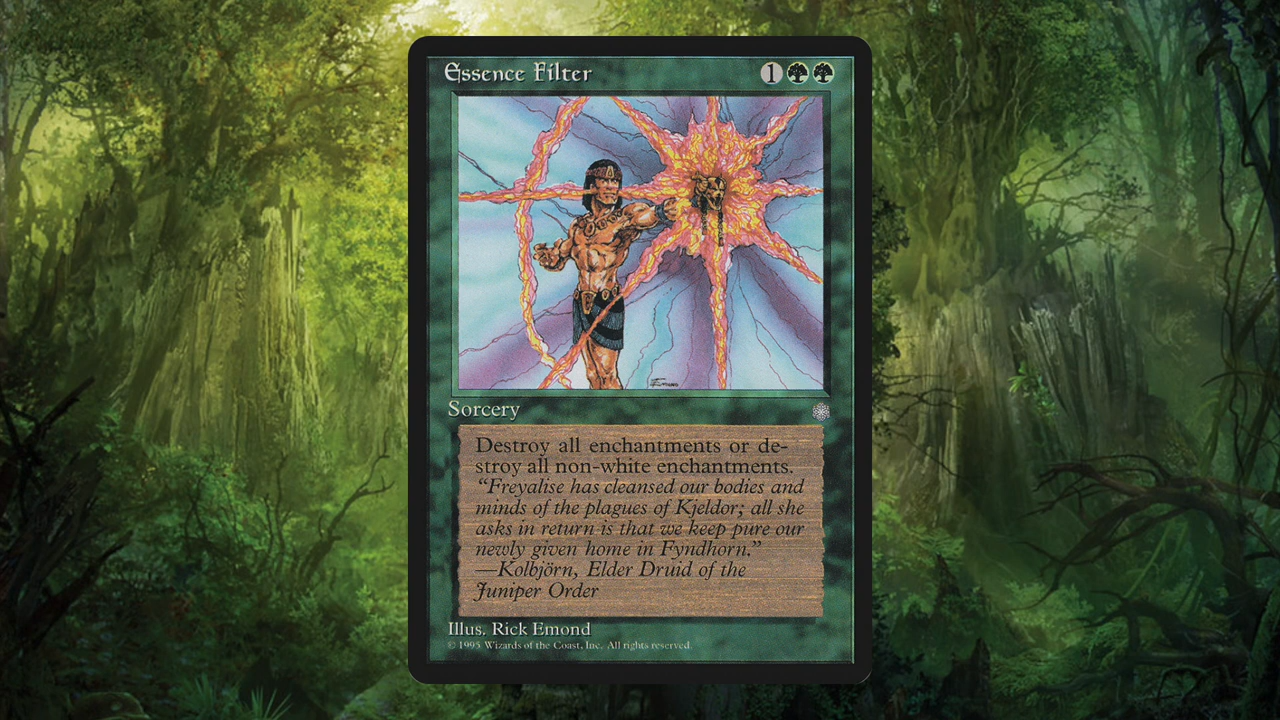 Essence Filter 1
Emond
Sorcery
Destroy all enchantments or de-
stroy all non-white enchantments.
“Freyalise has cleansed our bodies and
minds of the plagues of Kjeldor; all she
asks in return is that we keep pure our
newly given home in Fyndhorn.”
—Kolbjörn, Elder Druid of the
Juniper Order
Illus. Rick Emond
© 1995 Wizards of the Coast, Inc. All rights reserved.